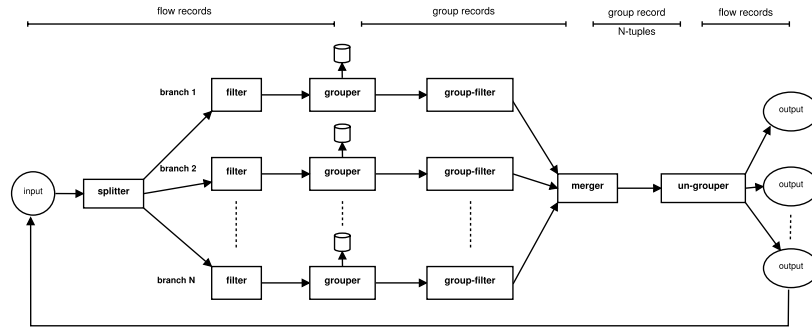 flow records
group records
group record
N-tuples
flow records
branch 1
filter
grouper
group-filter
output
branch 2
filter
grouper
group-filter
input
splitter
merger
un-grouper
output
branch N
filter
grouper
group-filter
output